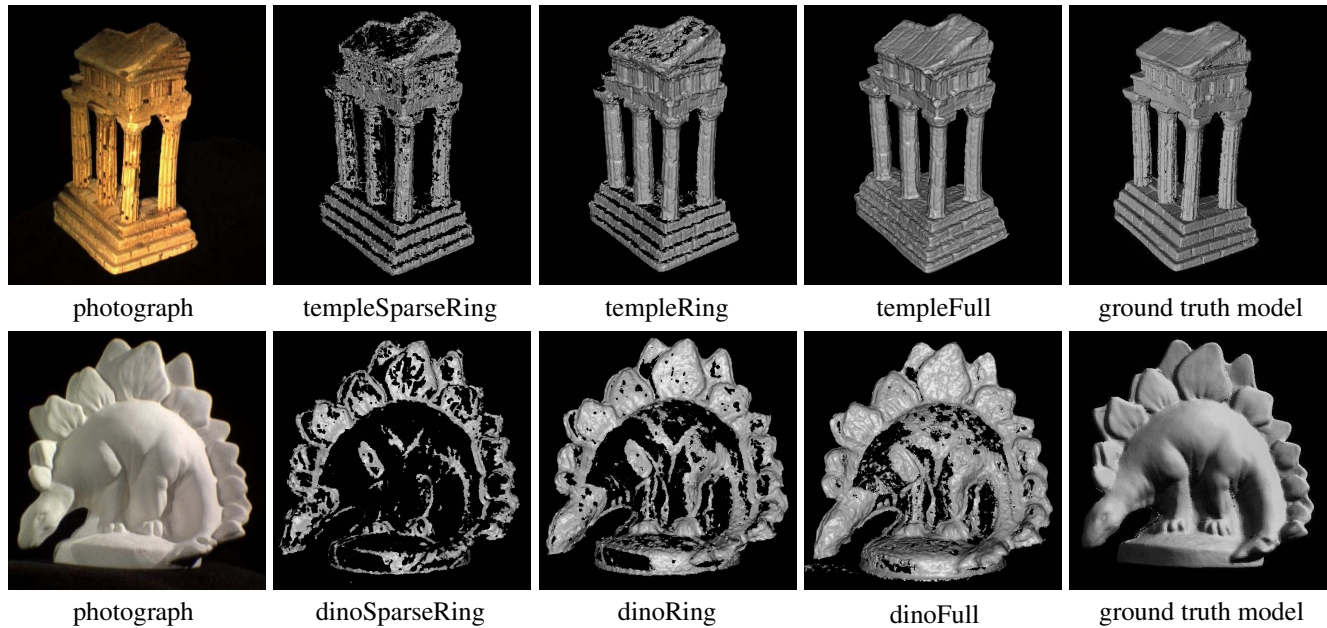 photograph templeSparseRing templeRing templeFull ground truth model
photograph dinoSparseRing dinoRing dinoFull ground truth model